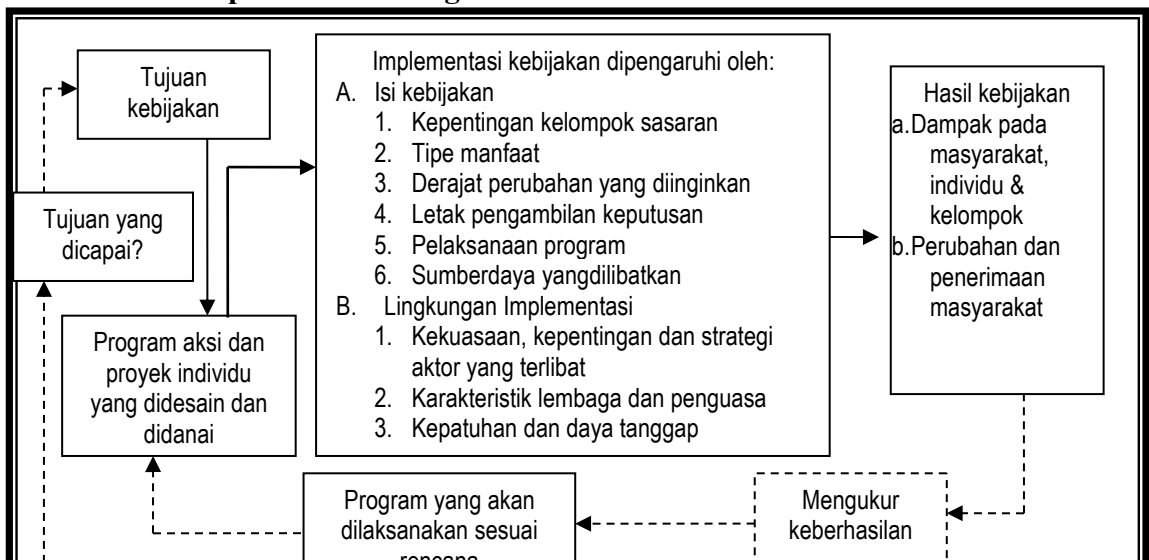 Tujuan
kebijakan
Tujuan yang
dicapai?
Program aksi dan
proyek individu
yang didesain dan
didanai
Implementasi kebijakan dipengaruhi oleh:
A. Isi kebijakan
1. Kepentingan kelompok sasaran
2. Tipe manfaat
3. Derajat perubahan yang diinginkan
4. Letak pengambilan keputusan
5. Pelaksanaan program
6. Sumberdaya yangdilibatkan
B. Lingkungan Implementasi
1. Kekuasaan, kepentingan dan strategi
aktor yang terlibat
2. Karakteristik lembaga dan penguasa
3. Kepatuhan dan daya tanggap
Hasil kebijakan
a.Dampak pada
masyarakat,
individu &
kelompok
b.Perubahan dan
penerimaan
masyarakat
Program yang akan
dilaksanakan sesuai
rencana
Mengukur
keberhasilan